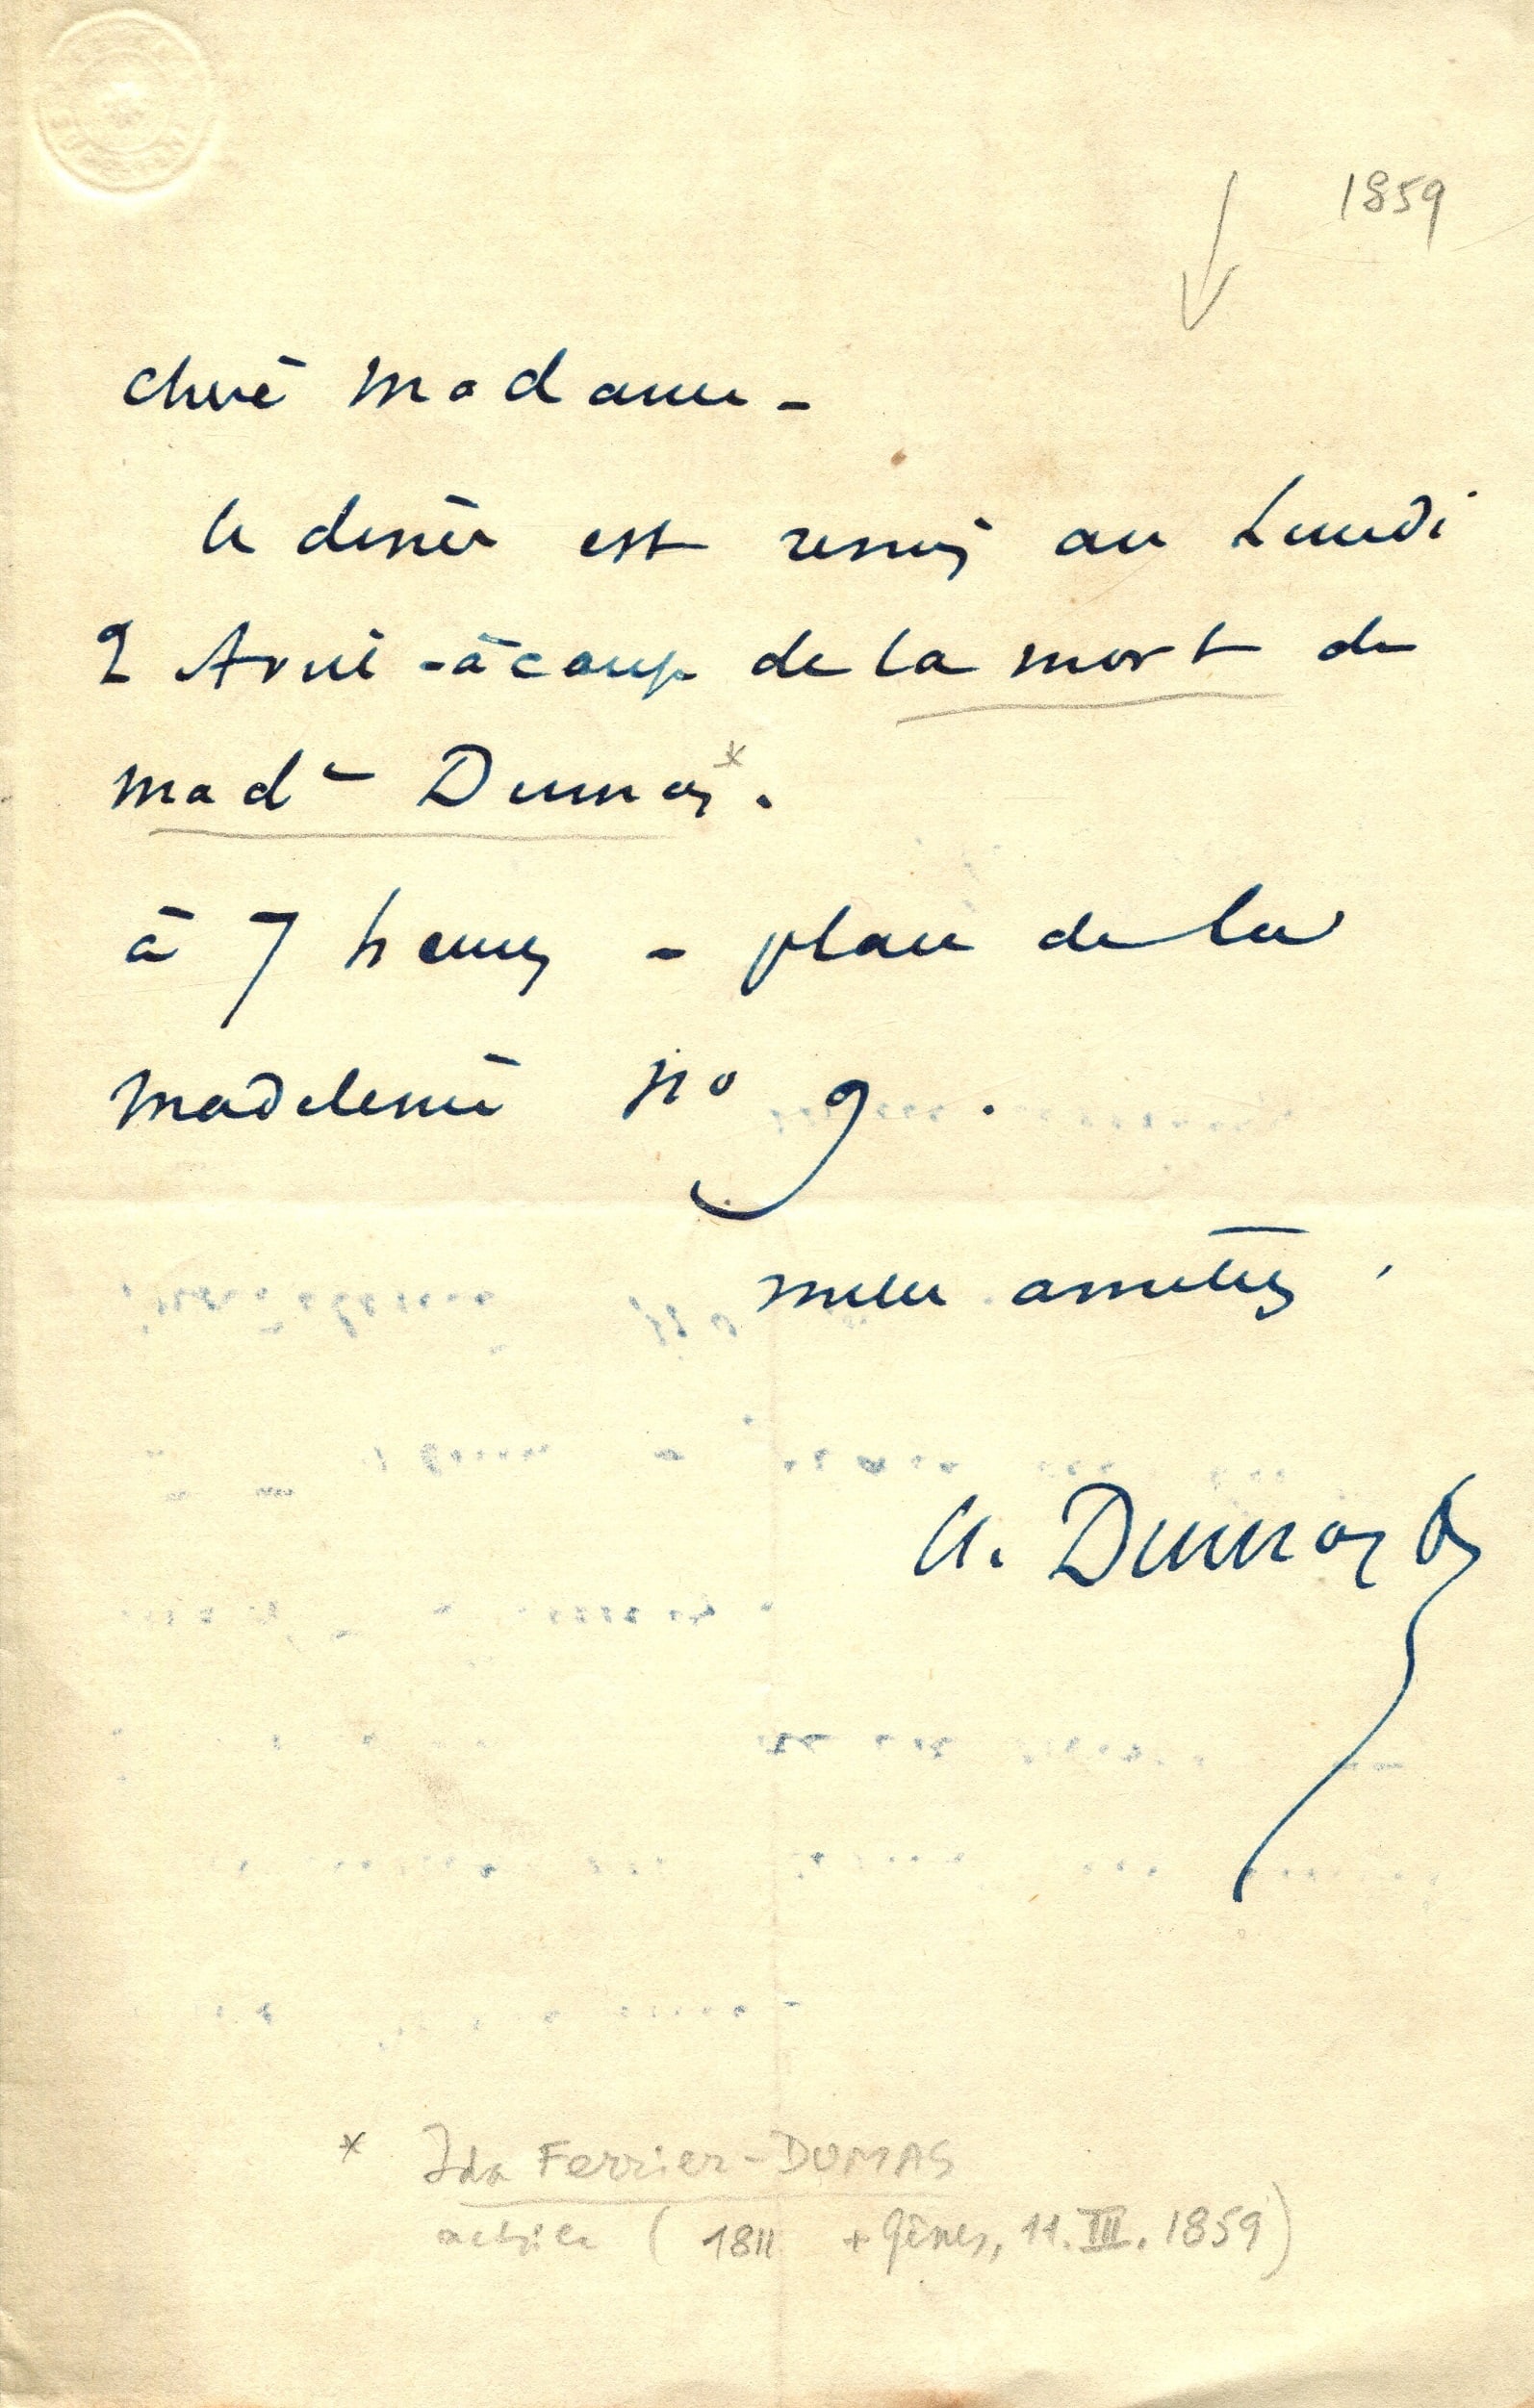 1859
chère Madame -
le diner est remis au Lundi
2 Avril - à cause de la mort de
Mad^e Dumas*.
à 7 heures - place de la
Madeleine No 9.
mille amitiés,
A. Dumas
* Ida Ferrier-DUMAS
actrice ( 1811 + Gênes, 11. III. 1859)